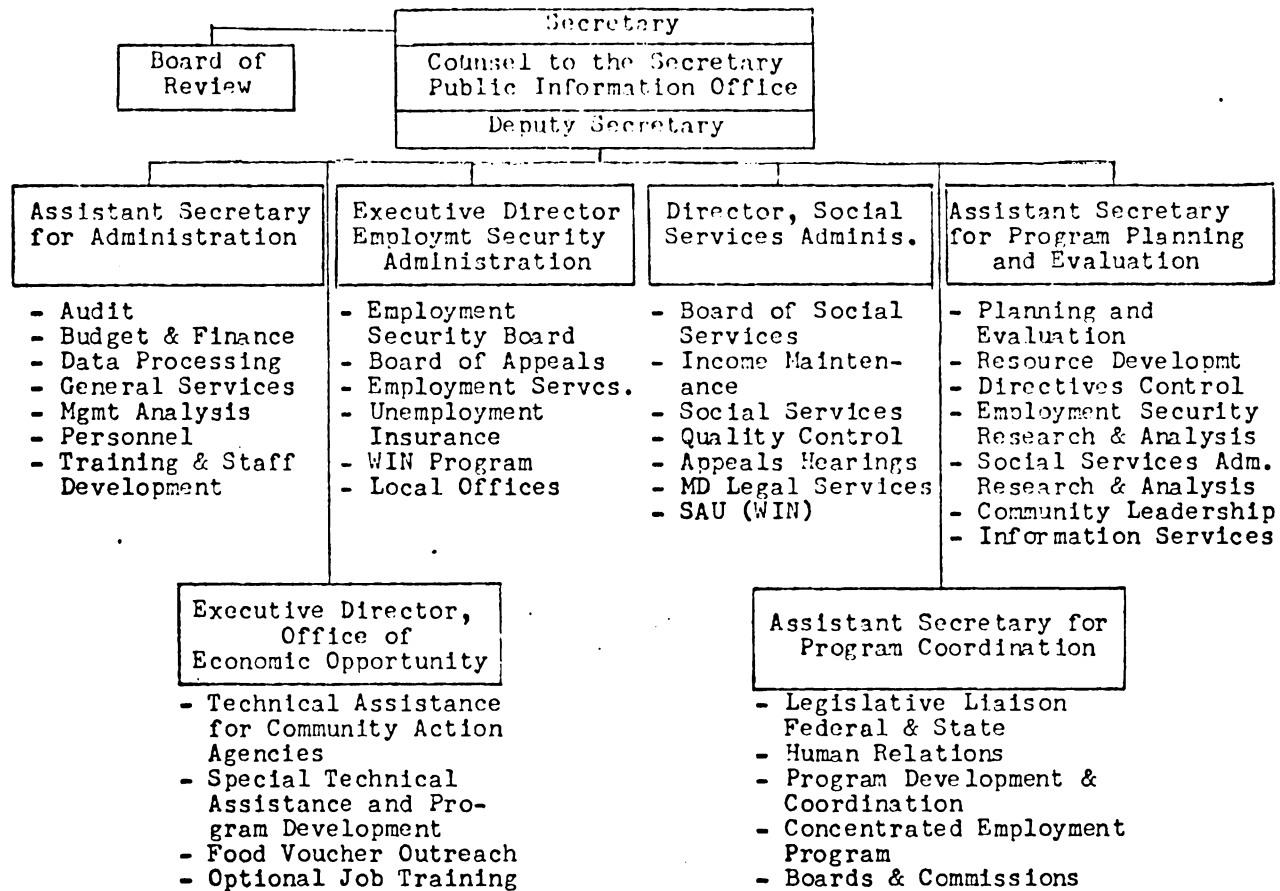 Secretary
Board of
Review
Counsel to the Secretary
Public Information Office
Deputy Secretary
Assistant Secretary
for Administration
- Audit
- Budget & Finance
- Data Processing
- General Services
- Mgmt Analysis
- Personnel
- Training & Staff
Development
Executive Director
Employmt Security
Administration
- Employment
Security Board
- Board of Appeals
- Employment Servcs.
- Unemployment
Insurance
- WIN Program
- Local Offices
Director, Social
Services Adminis.
- Board of Social
Services
- Income Mainten-
ance
- Social Services
- Quality Control
- Appeals Hearings
- MD Legal Services
- SAU (WIN)
Assistant Secretary
for Program Planning
and Evaluation
- Planning and
Evaluation
- Resource Developmt
- Directives Control
- Employment Security
Research & Analysis
- Social Services Adm.
Research & Analysis
- Community Leadership
- Information Services
Executive Director,
Office of
Economic Opportunity
- Technical Assistance
for Community Action
Agencies
- Special Technical
Assistance and Pro-
gram Development
- Food Voucher Outreach
- Optional Job Training
Assistant Secretary for
Program Coordination
- Legislative Liaison
Federal & State
- Human Relations
- Program Development &
Coordination
- Concentrated Employment
Program
- Boards & Commissions